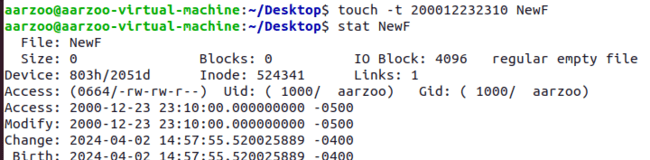 aarzoo@aarzoo-virtual-machine:~/Desktop$ touch -t 200012232310 NewF
aarzoo@aarzoo-virtual-machine:~/Desktop$ stat NewF
  File: NewF
  Size: 0               Blocks: 0          IO Block: 4096   regular empty file
Device: 803h/2051d      Inode: 524341      Links: 1
Access: (0664/-rw-rw-r--)  Uid: ( 1000/  aarzoo)   Gid: ( 1000/  aarzoo)
Access: 2000-12-23 23:10:00.000000000 -0500
Modify: 2000-12-23 23:10:00.000000000 -0500
Change: 2024-04-02 14:57:55.520025889 -0400
 Birth: 2024-04-02 14:57:55.520025889 -0400